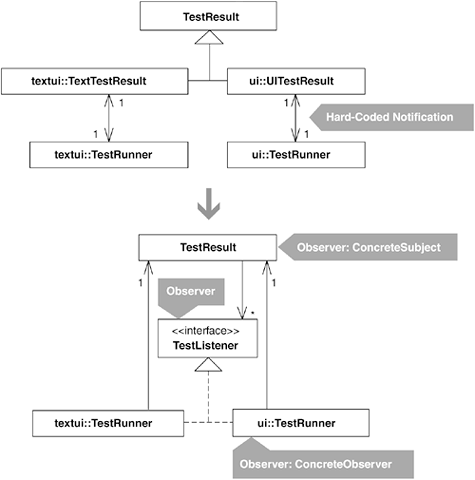 TestResult
textui::TextTestResult
ui::UITestResult
1
1
Hard-Coded Notification
1
1
textui::TestRunner
ui::TestRunner
TestResult
Observer: ConcreteSubject
1
1
Observer
*
<<interface>>
TestListener
textui::TestRunner
ui::TestRunner
Observer: ConcreteObserver